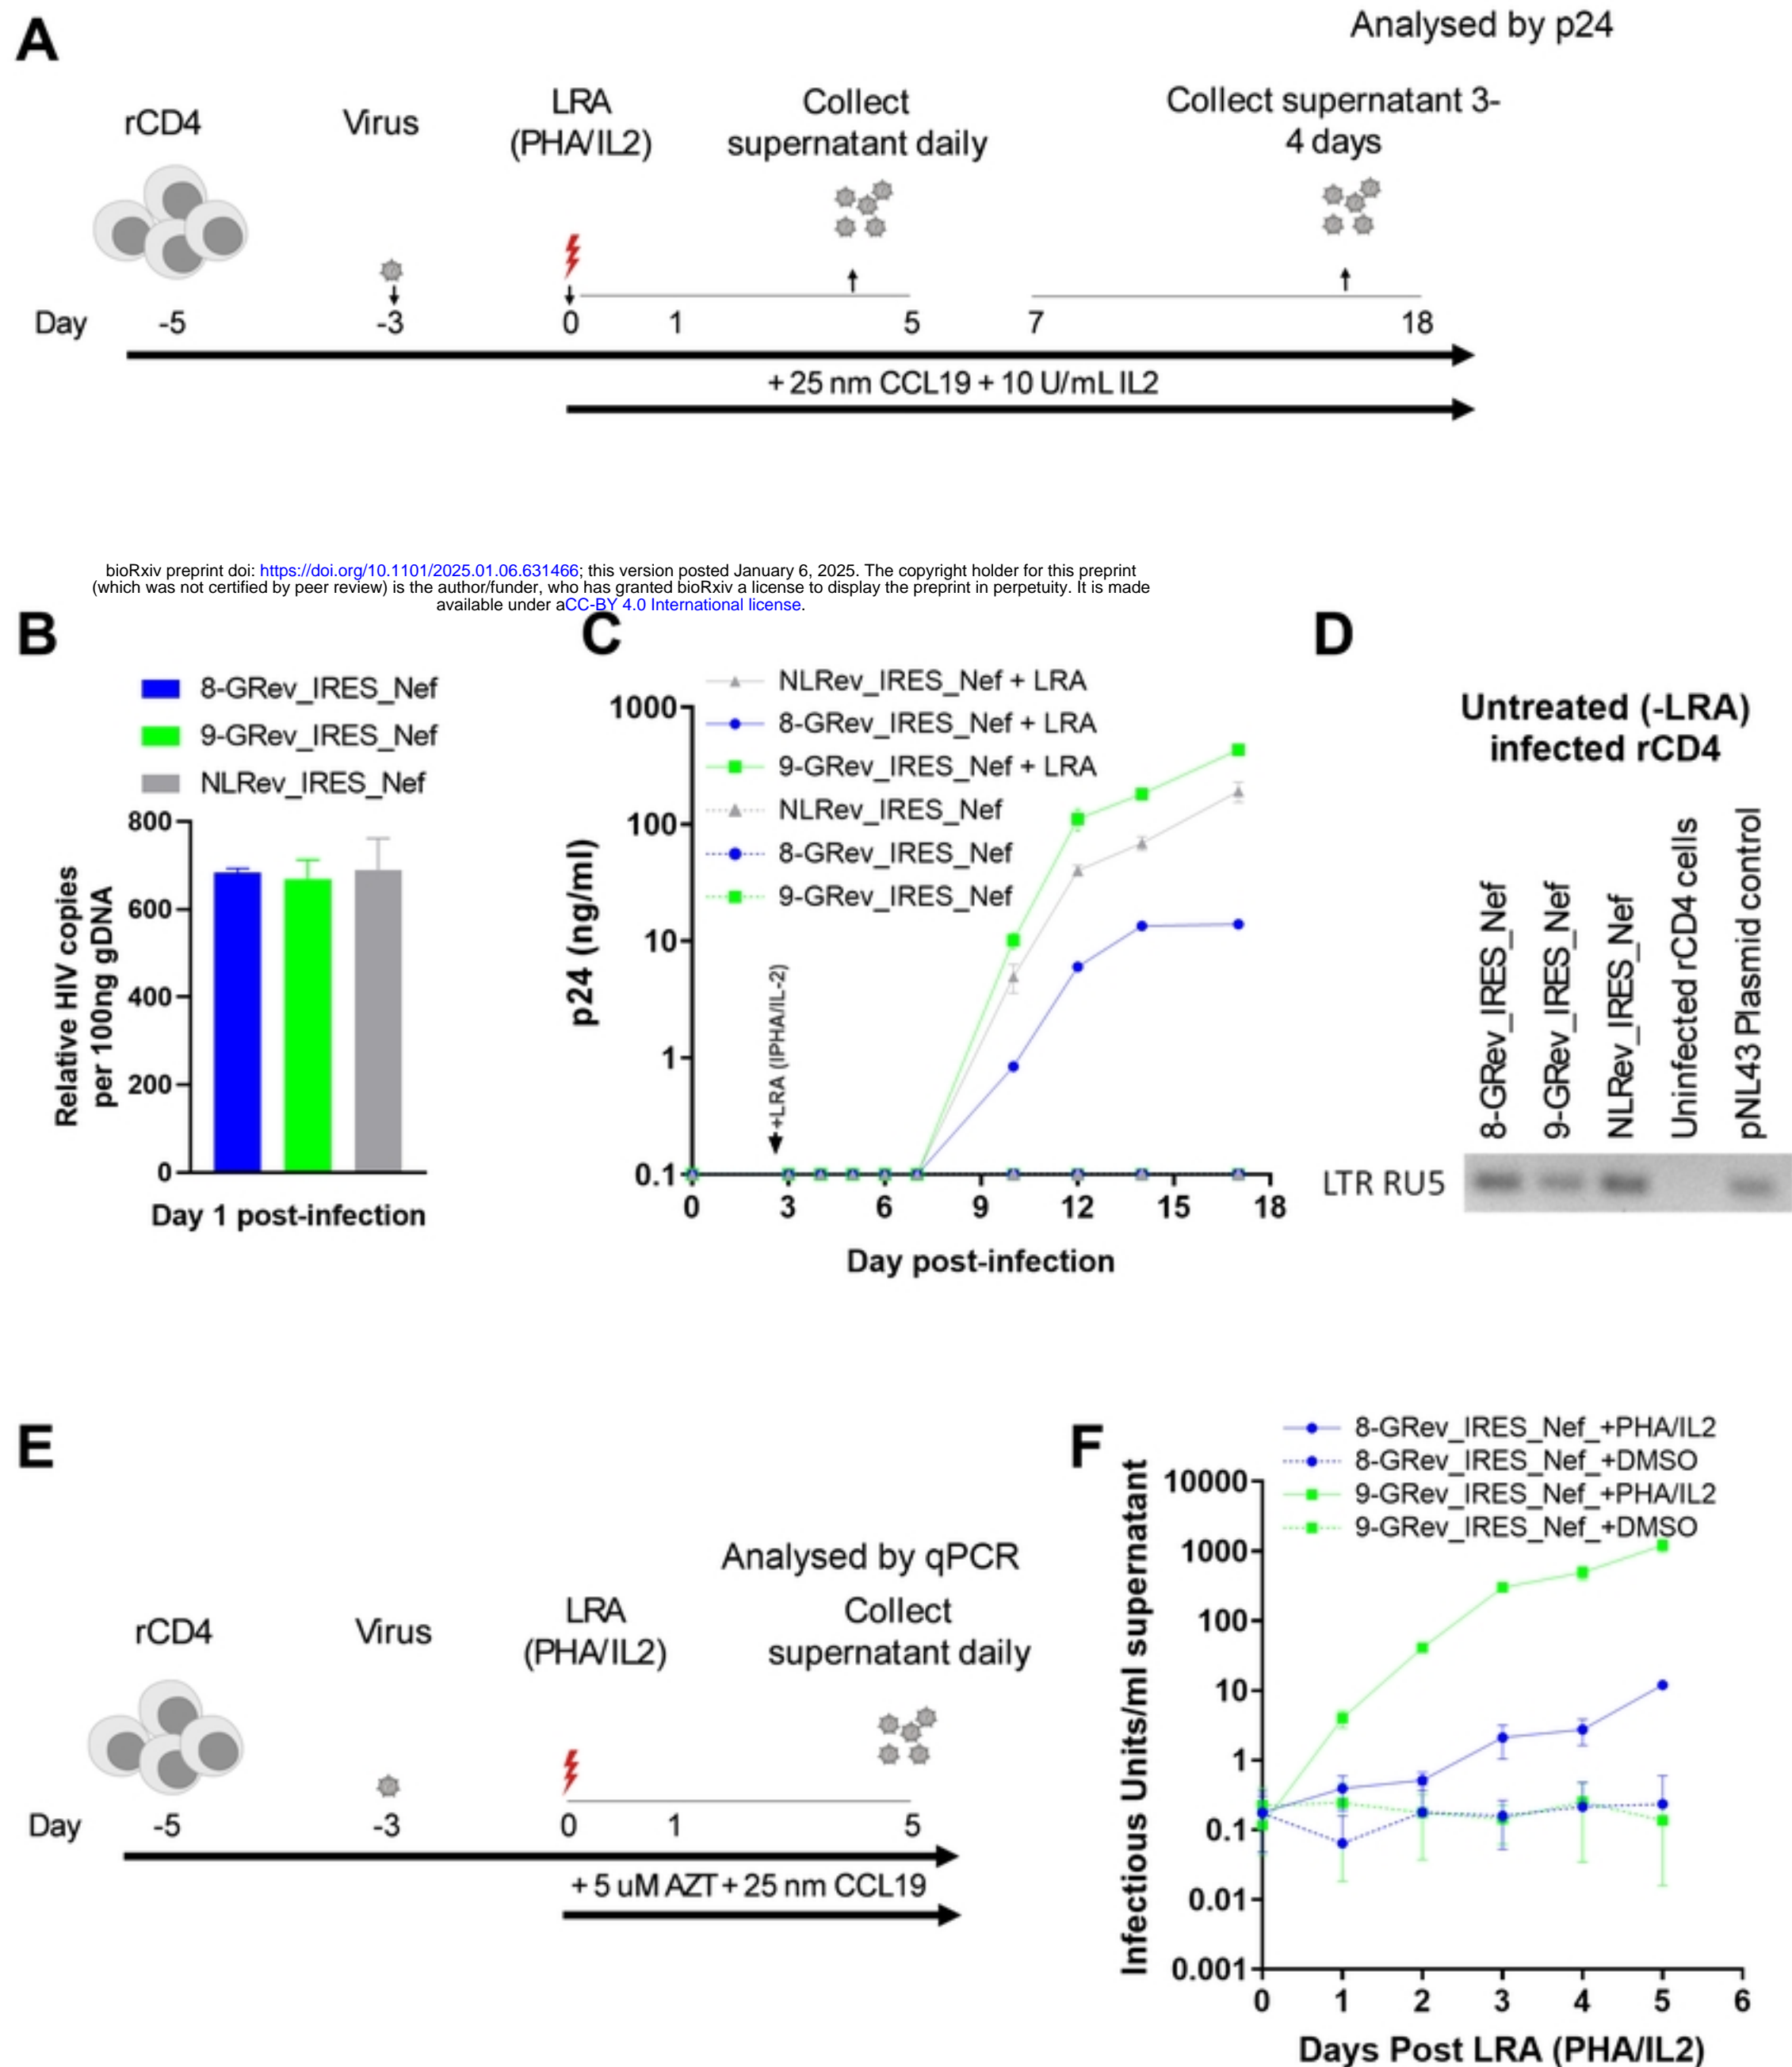 A
Analysed by p24
rCD4
Virus
LRA
(PHA/IL2)
Collect
supernatant daily
Collect supernatant 3-
4 days
Day
-5
-3
0
1
5
7
18
+ 25 nm CCL19 + 10 U/mL IL2
bioRxiv preprint doi: https://doi.org/10.1101/2025.01.06.631466; this version posted January 6, 2025. The copyright holder for this preprint
(which was not certified by peer review) is the author/funder, who has granted bioRxiv a license to display the preprint in perpetuity. It is made
available under aCC-BY 4.0 International license.
B
8-GRev_IRES_Nef
9-GRev_IRES_Nef
NLRev_IRES_Nef
Relative HIV copies
per 100ng gDNA
800
600
400
200
0
Day 1 post-infection
C
NLRev_IRES_Nef + LRA
8-GRev_IRES_Nef + LRA
9-GRev_IRES_Nef + LRA
NLRev_IRES_Nef
8-GRev_IRES_Nef
9-GRev_IRES_Nef
p24 (ng/ml)
1000
100
10
1
0.1
+LRA (IPHA/IL-2)
0
3
6
9
12
15
18
Day post-infection
D
Untreated (-LRA)
infected rCD4
8-GRev_IRES_Nef
9-GRev_IRES_Nef
NLRev_IRES_Nef
Uninfected rCD4 cells
pNL43 Plasmid control
LTR RU5
E
Analysed by qPCR
rCD4
Virus
LRA
(PHA/IL2)
Collect
supernatant daily
Day
-5
-3
0
1
5
+ 5 uM AZT + 25 nm CCL19
F
8-GRev_IRES_Nef_+PHA/IL2
8-GRev_IRES_Nef_+DMSO
9-GRev_IRES_Nef_+PHA/IL2
9-GRev_IRES_Nef_+DMSO
Infectious Units/ml supernatant
10000
1000
100
10
1
0.1
0.01
0.001
0
1
2
3
4
5
6
Days Post LRA (PHA/IL2)